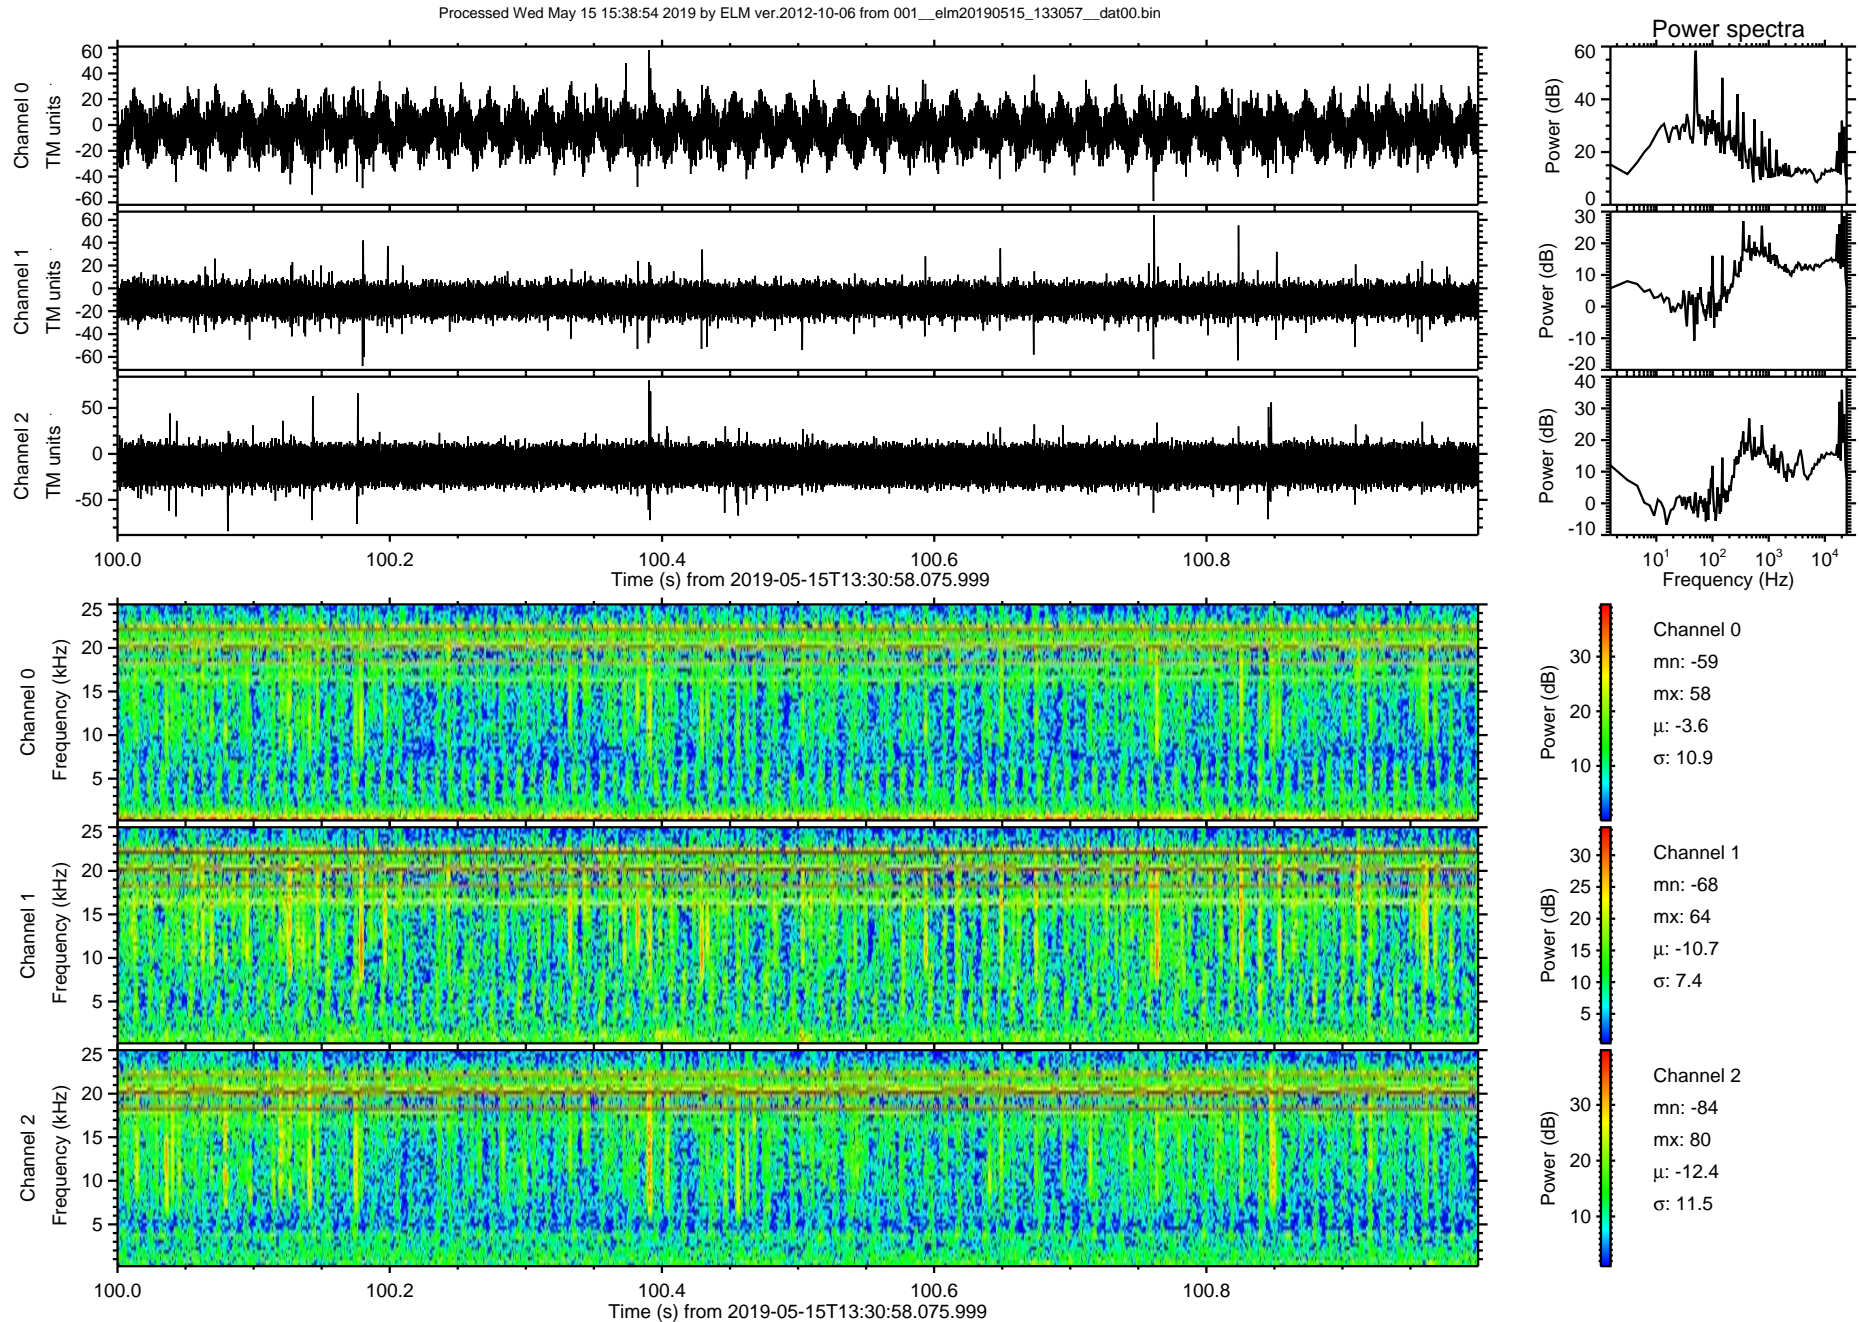 Processed Wed May 15 15:38:54 2019 by ELM ver.2012-10-06 from 001__elm20190515_133057__dat00.bin
Power spectra
Channel 0
TM units
60
40
20
0
-20
-40
-60
Power (dB)
60
40
20
0
Channel 1
TM units
60
40
20
0
-20
-40
-60
Power (dB)
30
20
10
0
-10
-20
Channel 2
TM units
50
0
-50
Power (dB)
40
30
20
10
0
-10
100.0 100.2 100.4 100.6 100.8
Time (s) from 2019-05-15T13:30:58.075.999
10¹ 10² 10³ 10⁴
Frequency (Hz)
Channel 0
Frequency (kHz)
25
20
15
10
5
Power (dB)
30
20
10
Channel 0
mn: -59
mx: 58
µ: -3.6
σ: 10.9
Channel 1
Frequency (kHz)
25
20
15
10
5
Power (dB)
30
25
20
15
10
5
Channel 1
mn: -68
mx: 64
µ: -10.7
σ: 7.4
Channel 2
Frequency (kHz)
25
20
15
10
5
Power (dB)
30
20
10
Channel 2
mn: -84
mx: 80
µ: -12.4
σ: 11.5
100.0 100.2 100.4 100.6 100.8
Time (s) from 2019-05-15T13:30:58.075.999